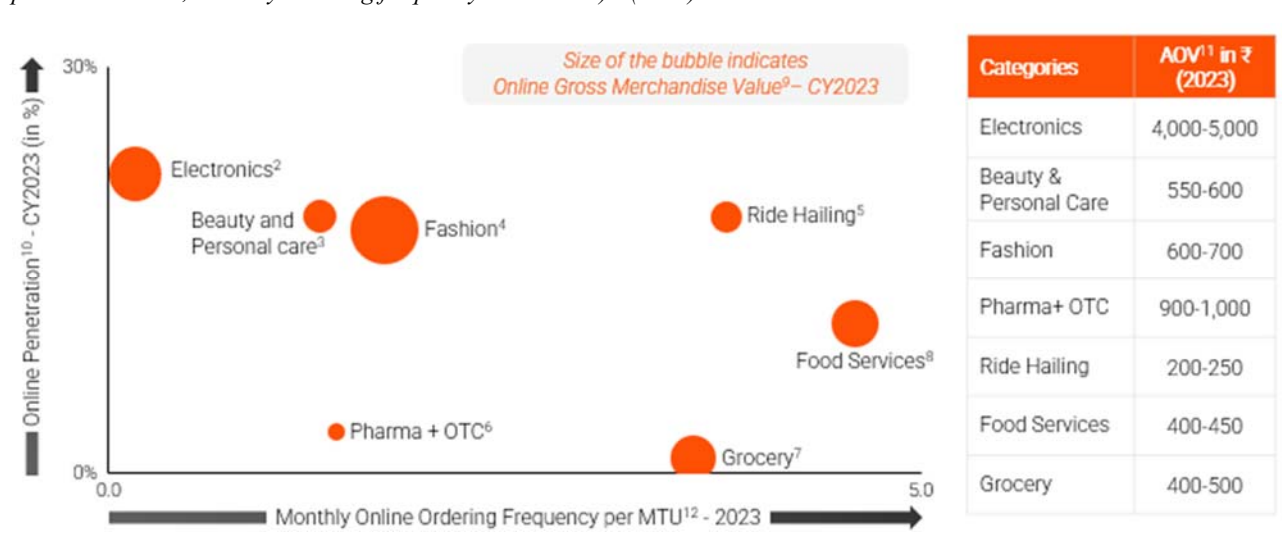 30%
Size of the bubble indicates
Online Gross Merchandise Value⁹– CY2023
Online Penetration¹⁰ - CY2023 (in %)
Electronics²
Beauty and
Personal care³
Fashion⁴
Ride Hailing⁵
Food Services⁸
Pharma + OTC⁶
Grocery⁷
0%
0.0
5.0
Monthly Online Ordering Frequency per MTU¹² - 2023
Categories
AOV¹¹ in ₹
(2023)
Electronics
4,000-5,000
Beauty &
Personal Care
550-600
Fashion
600-700
Pharma+ OTC
900-1,000
Ride Hailing
200-250
Food Services
400-450
Grocery
400-500